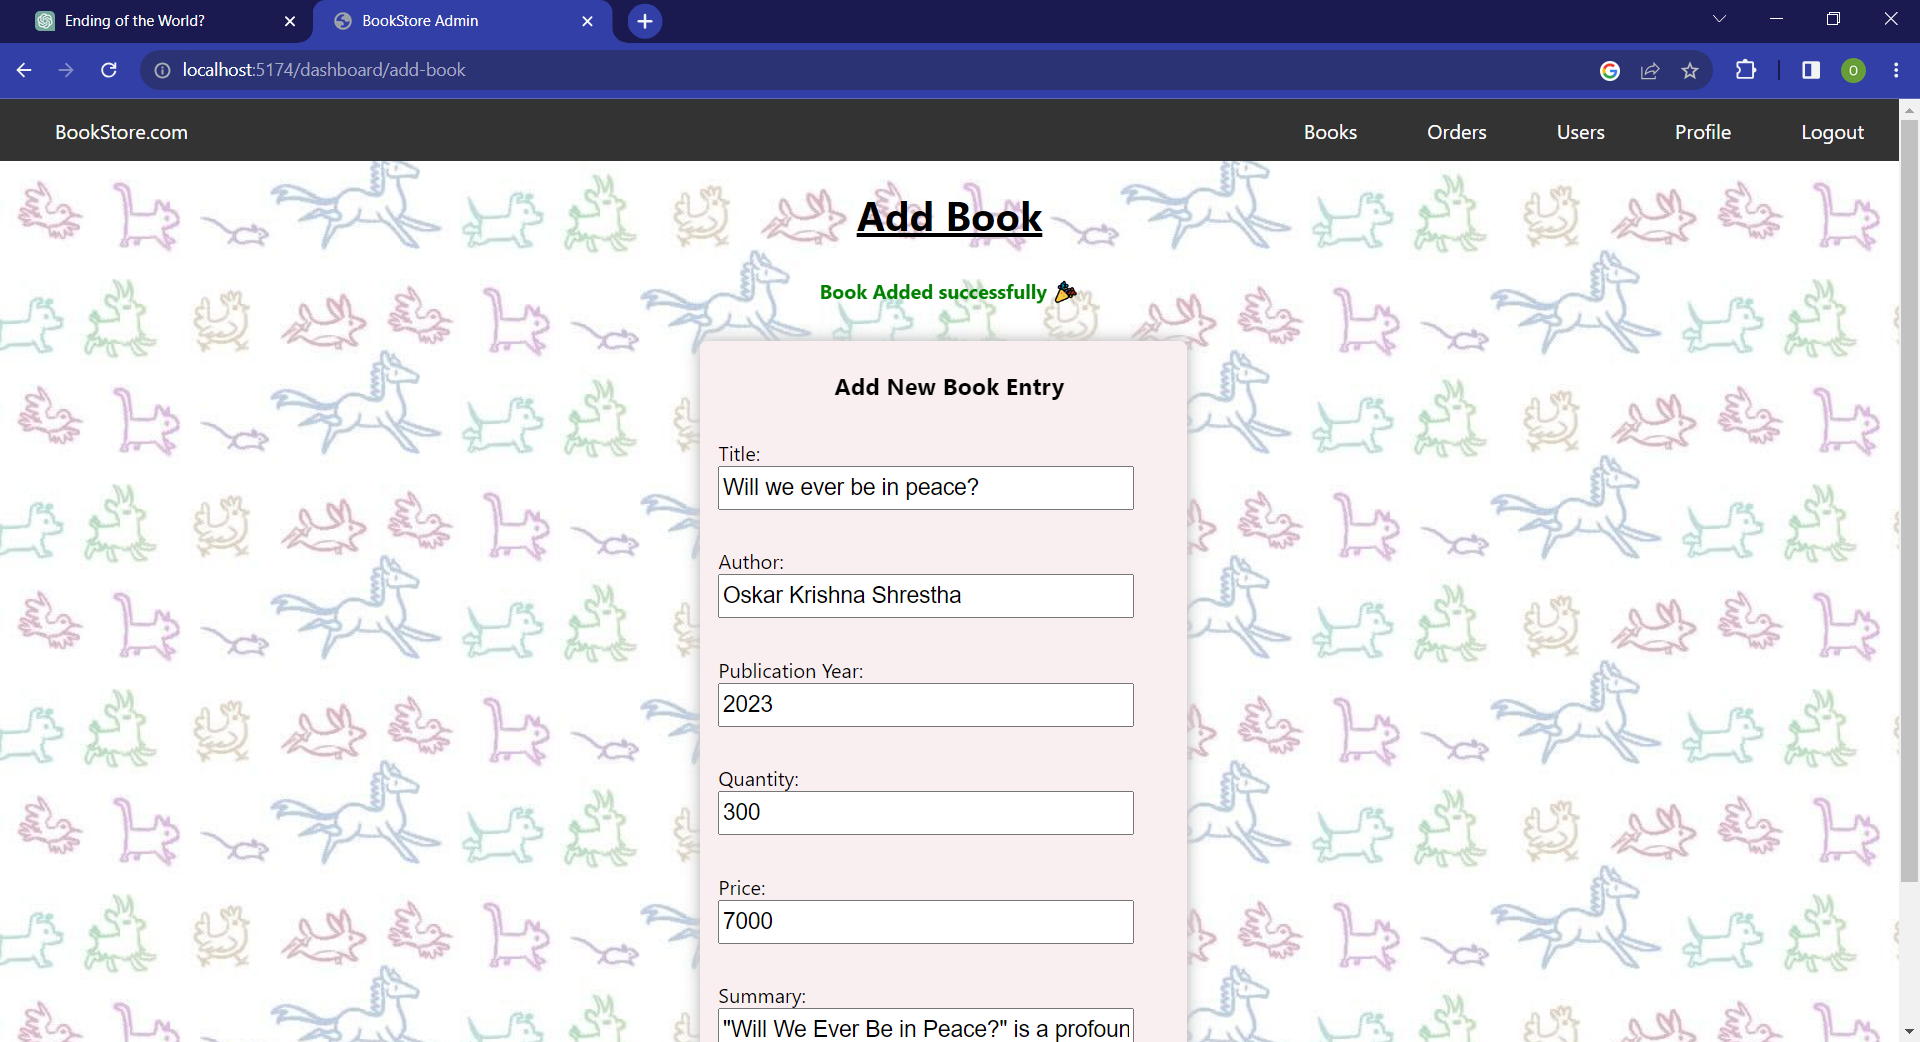 Ending of the World?
BookStore Admin
localhost:5174/dashboard/add-book
O
BookStore.com
Books
Orders
Users
Profile
Logout
Add Book
Book Added successfully 🎉
Add New Book Entry
Title:
Will we ever be in peace?
Author:
Oskar Krishna Shrestha
Publication Year:
2023
Quantity:
300
Price:
7000
Summary:
"Will We Ever Be in Peace?" is a profoun